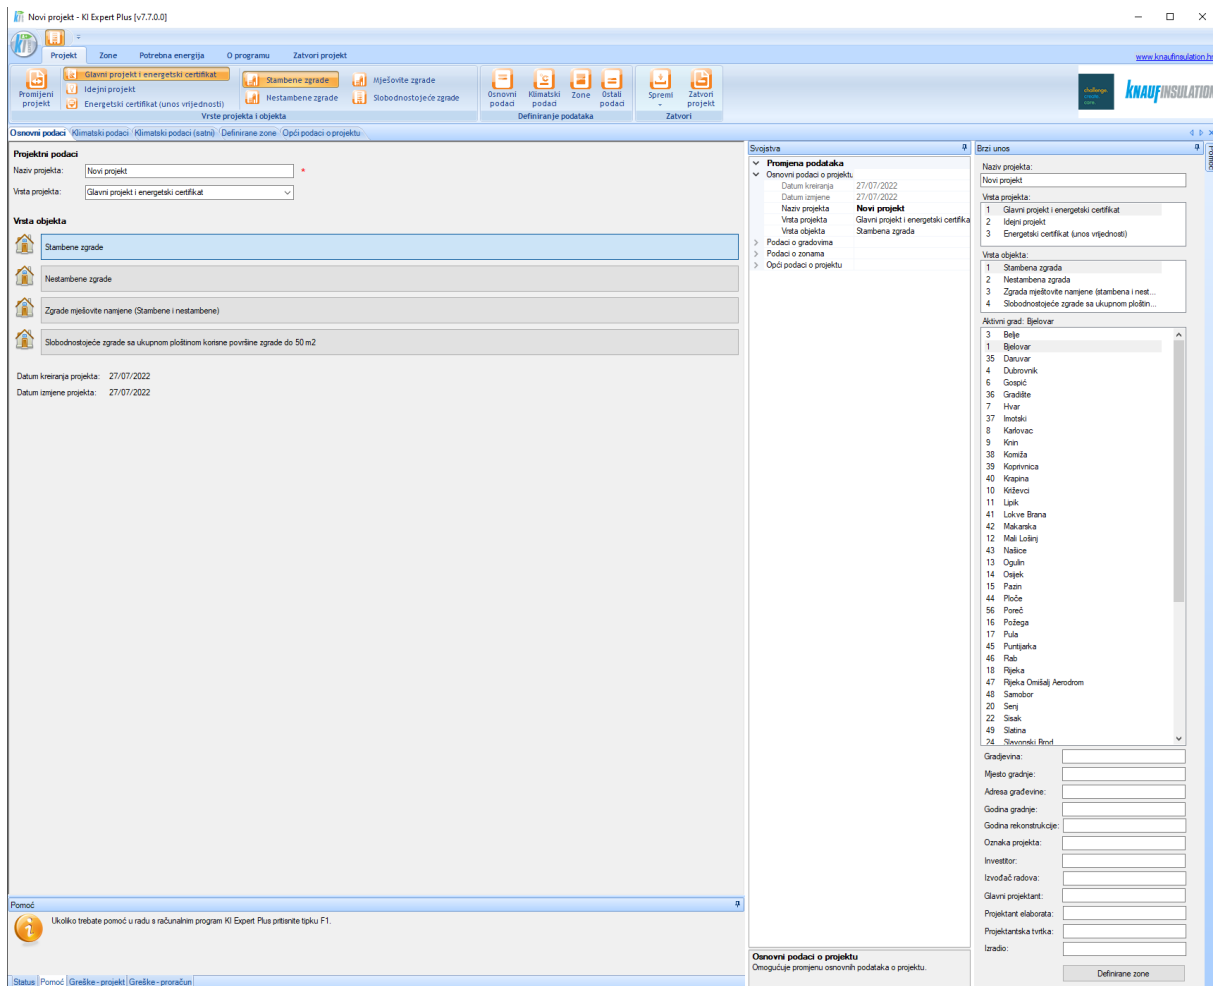 Novi projekt - KI Expert Plus [v7.7.0.0]
Projekt
Zone
Potrebna energija
O programu
Zatvori projekt
www.knaufinsulation.hr
Promijeni projekt
Glavni projekt i energetski certifikat
Idejni projekt
Energetski certifikat (unos vrijednosti)
Stambene zgrade
Nestambene zgrade
Mješovite zgrade
Slobodnostojeće zgrade
Vrste projekta i objekta
Osnovni podaci
Klimatski podaci
Zone
Ostali podaci
Definiranje podataka
Spremi
Zatvori projekt
Zatvori
challenge.
create.
care.
KNAUFINSULATION
Osnovni podaci
Klimatski podaci
Klimatski podaci (satni)
Definirane zone
Opći podaci o projektu
Projektni podaci
Naziv projekta:
Novi projekt
*
Vrsta projekta:
Glavni projekt i energetski certifikat
Vrsta objekta
Stambene zgrade
Nestambene zgrade
Zgrade mješovite namjene (Stambene i nestambene)
Slobodnostojeće zgrade sa ukupnom ploštinom korisne površine zgrade do 50 m2
Datum kreiranja projekta: 27/07/2022
Datum izmjene projekta: 27/07/2022
Pomoć
Ukoliko trebate pomoć u radu s računalnim program KI Expert Plus pritisnite tipku F1.
Status
Pomoć
Greške - projekt
Greške - proračun
Svojstva
Promjena podataka
Osnovni podaci o projektu
Datum kreiranja 27/07/2022
Datum izmjene 27/07/2022
Naziv projekta Novi projekt
Vrsta projekta Glavni projekt i energetski certifika
Vrsta objekta Stambena zgrada
Podaci o gradovima
Podaci o zonama
Opći podaci o projektu
Osnovni podaci o projektu
Omogućuje promjenu osnovnih podataka o projektu.
Brzi unos
Pomoć
Naziv projekta:
Novi projekt
Vrsta projekta:
1 Glavni projekt i energetski certifikat
2 Idejni projekt
3 Energetski certifikat (unos vrijednosti)
Vrsta objekta:
1 Stambena zgrada
2 Nestambena zgrada
3 Zgrada mještovite namjene (stambena i nest...
4 Slobodnostojeće zgrade sa ukupnom ploštin...
Aktivni grad: Bjelovar
3 Belje
1 Bjelovar
35 Daruvar
4 Dubrovnik
6 Gospić
36 Gradište
7 Hvar
37 Imotski
8 Karlovac
9 Knin
38 Komiža
39 Koprivnica
40 Krapina
10 Križevci
11 Lipik
41 Lokve Brana
42 Makarska
12 Mali Lošinj
43 Našice
13 Ogulin
14 Osijek
15 Pazin
44 Ploče
56 Poreč
16 Požega
17 Pula
45 Puntijarka
46 Rab
18 Rijeka
47 Rijeka Omišalj Aerodrom
48 Samobor
20 Senj
22 Sisak
49 Slatina
24 Slavonski Brod
Gradjevina:
Mjesto gradnje:
Adresa građevine:
Godina gradnje:
Godina rekonstrukcije:
Oznaka projekta:
Investitor:
Izvođač radova:
Glavni projektant:
Projektant elaborata:
Projektantska tvrtka:
Izradio:
Definirane zone